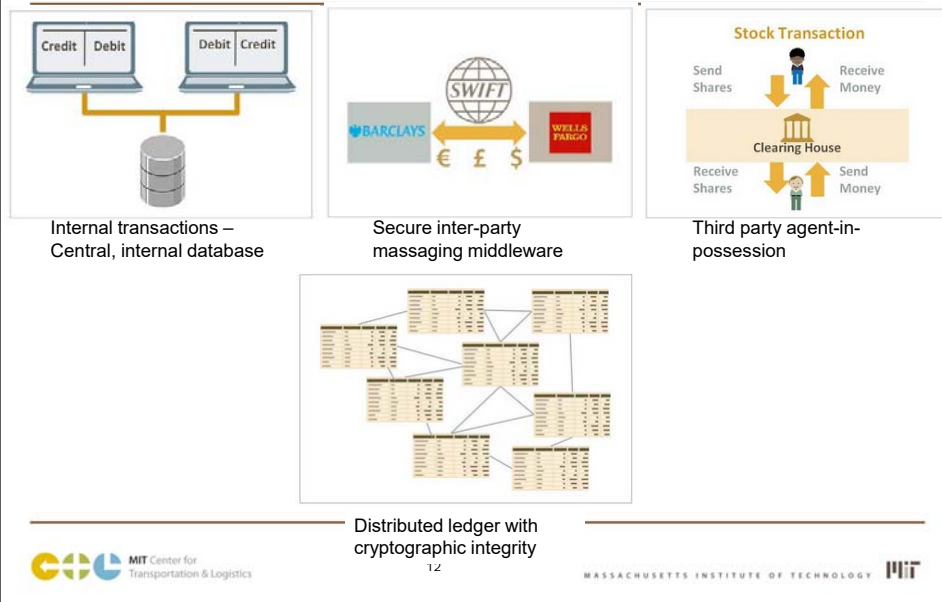 Credit Debit
Debit Credit
Internal transactions –
Central, internal database
SWIFT
BARCLAYS
WELLS
FARGO
€ £ $
Secure inter-party
massaging middleware
Stock Transaction
Send
Shares
Receive
Money
Clearing House
Receive
Shares
Send
Money
Third party agent-in-
possession
Distributed ledger with
cryptographic integrity
12
MIT Center for
Transportation & Logistics
MASSACHUSETTS INSTITUTE OF TECHNOLOGY